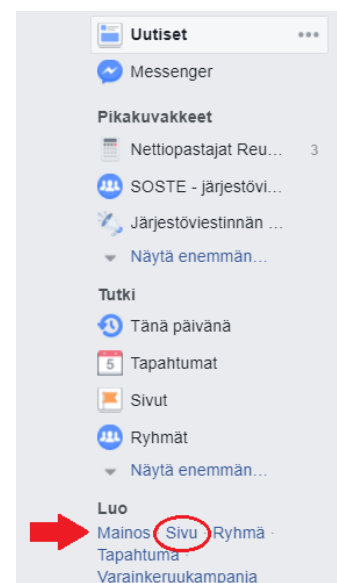 Uutiset
Messenger
Pikakuvakkeet
Nettiopastajat Reu... 3
SOSTE - järjestövi...
Järjestöviestinnän ...
Näytä enemmän...
Tutki
Tänä päivänä
5 Tapahtumat
Sivut
Ryhmät
Näytä enemmän...
Luo
Mainos · Sivu · Ryhmä ·
Tapahtuma ·
Varainkeruukampanja